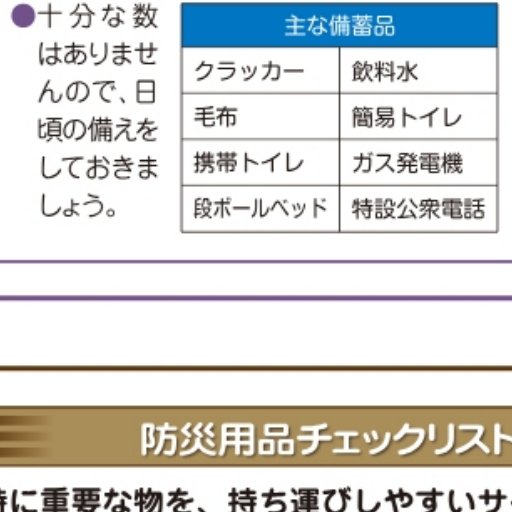 ●十分な数
はありませ
んので、日
頃の備えを
しておきま
しょう。
主な備蓄品
クラッカー 飲料水
毛布 簡易トイレ
携帯トイレ ガス発電機
段ボールベッド 特設公衆電話
防災用品チェックリスト
に重要な物を、持ち運びしやすいサ